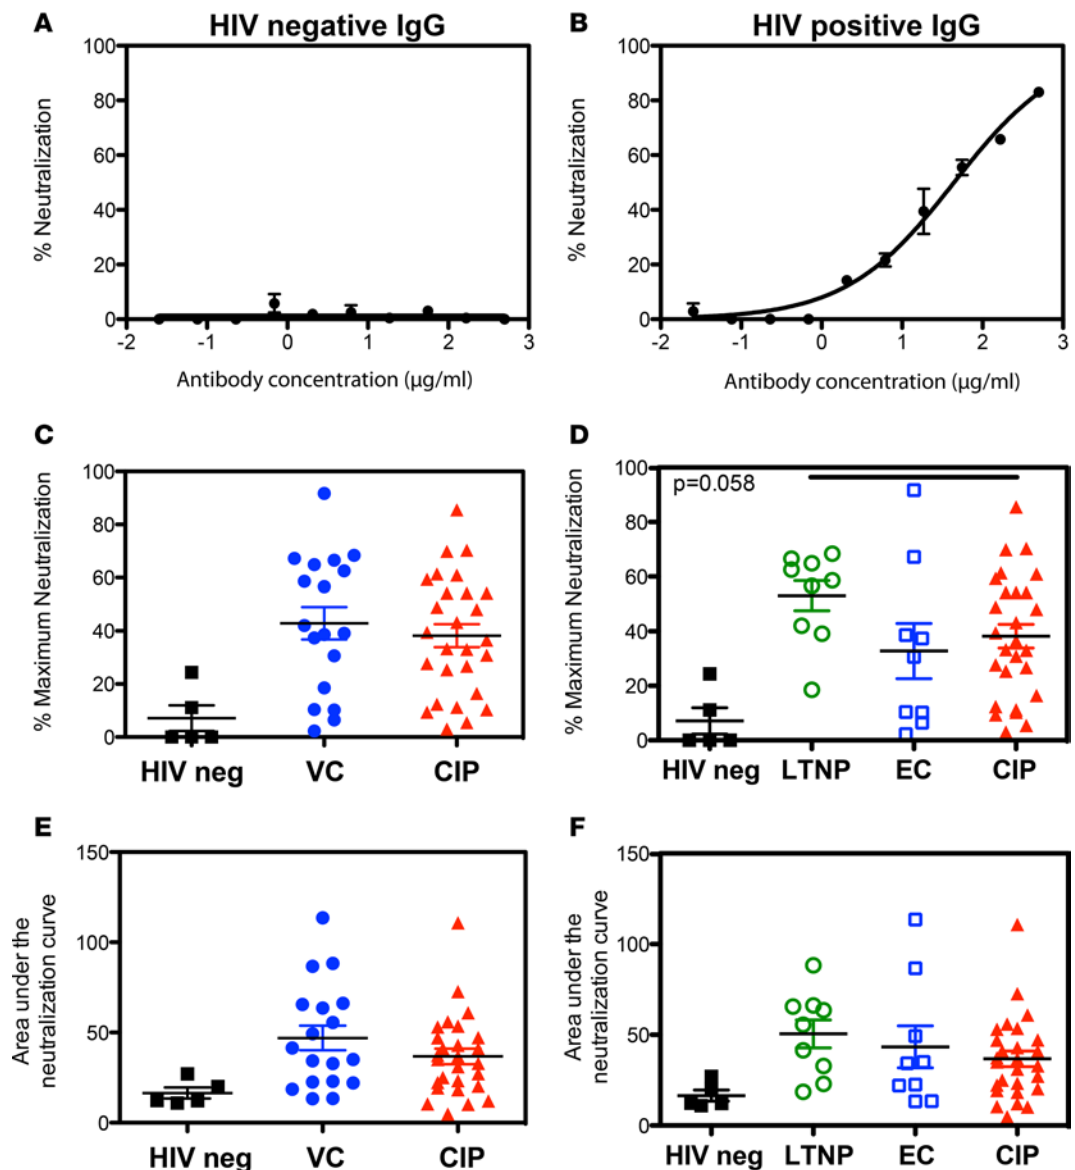 A
HIV negative IgG
100
80
60
40
20
0
% Neutralization
-2
-1
0
1
2
3
Antibody concentration (µg/ml)
B
HIV positive IgG
100
80
60
40
20
0
% Neutralization
-2
-1
0
1
2
3
Antibody concentration (µg/ml)
C
100
80
60
40
20
0
% Maximum Neutralization
HIV neg
VC
CIP
D
100
80
60
40
20
0
% Maximum Neutralization
p=0.058
HIV neg
LTNP
EC
CIP
E
150
100
50
0
Area under the
neutralization curve
HIV neg
VC
CIP
F
150
100
50
0
Area under the
neutralization curve
HIV neg
LTNP
EC
CIP